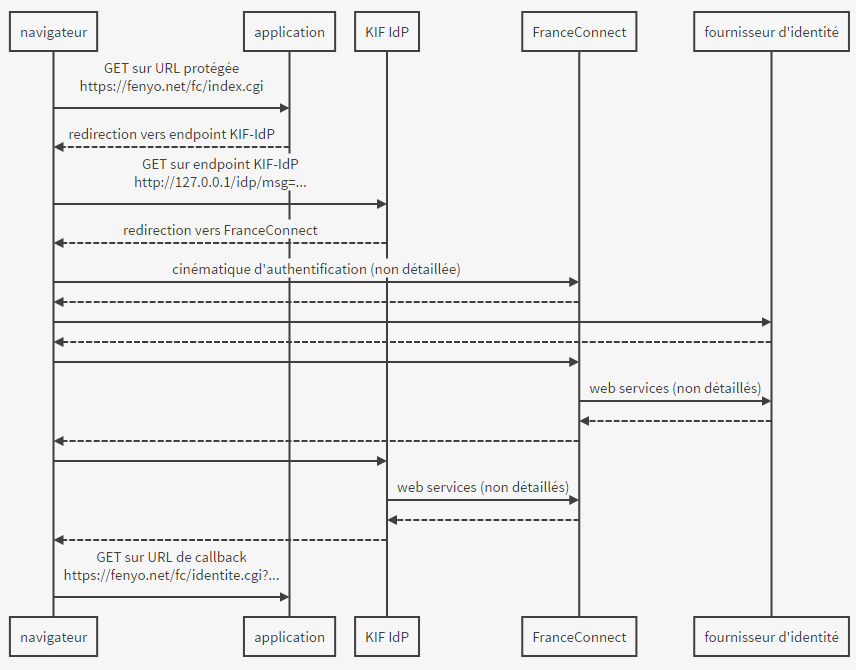 navigateur
application
KIF IdP
FranceConnect
fournisseur d'identité
GET sur URL protégée
https://fenyo.net/fc/index.cgi
redirection vers endpoint KIF-IdP
GET sur endpoint KIF-IdP
http://127.0.0.1/idp/msg=...
redirection vers FranceConnect
cinématique d'authentification (non détaillée)
web services (non détaillés)
web services (non détaillés)
GET sur URL de callback
https://fenyo.net/fc/identite.cgi?...
navigateur
application
KIF IdP
FranceConnect
fournisseur d'identité